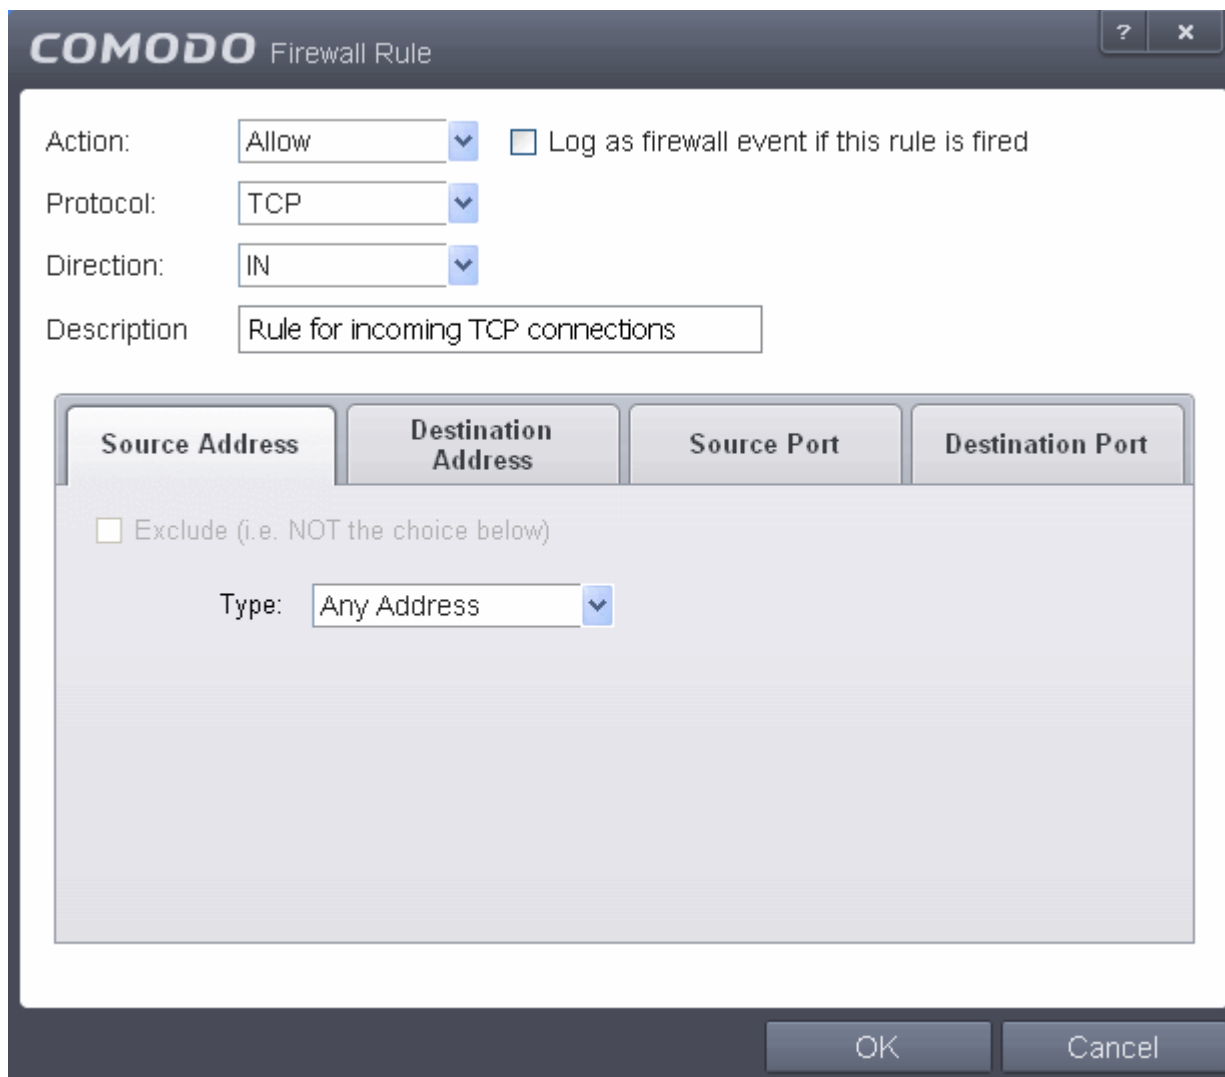 COMODO Firewall Rule
? x
Action: Allow Log as firewall event if this rule is fired
Protocol: TCP
Direction: IN
Description Rule for incoming TCP connections
Source Address
Destination
Address
Source Port
Destination Port
Exclude (i.e. NOT the choice below)
Type: Any Address
OK Cancel